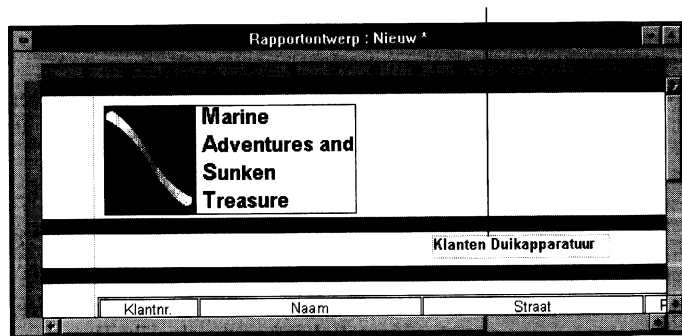 Rapportontwerp : Nieuw *
Marine
Adventures and
Sunken
Treasure
Klanten Duikapparatuur
Klantnr. Naam Straat